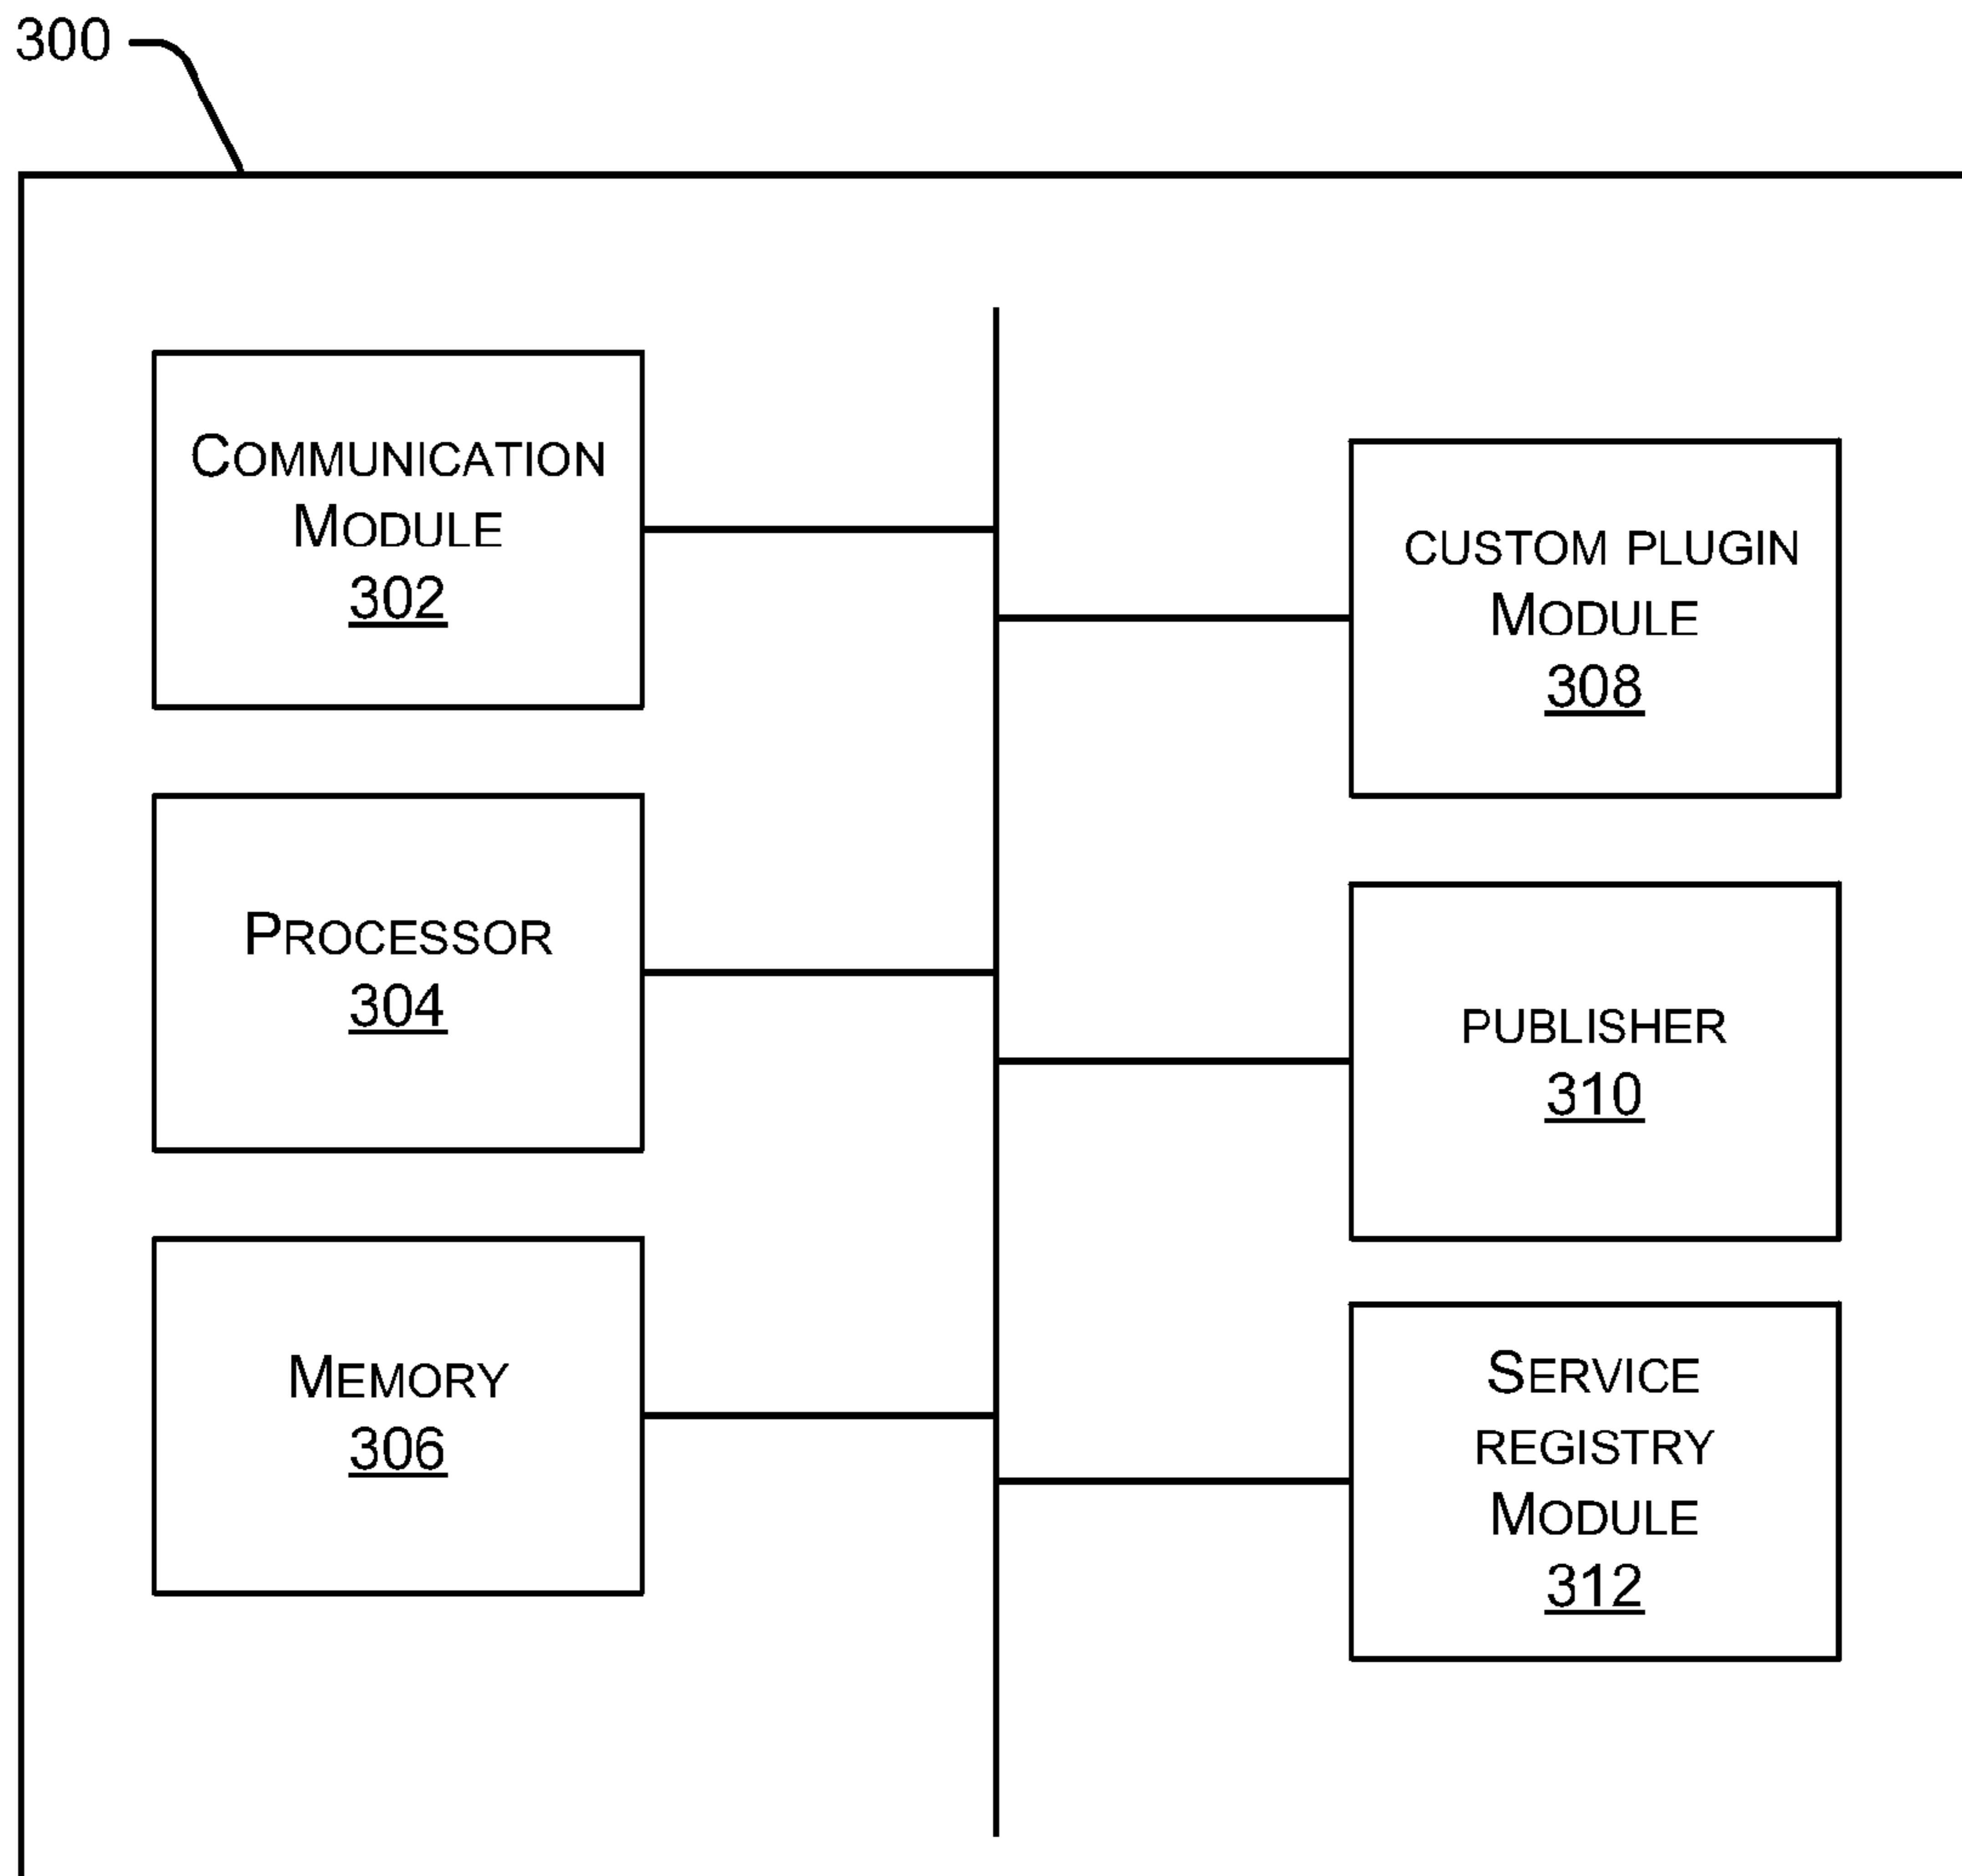 300
COMMUNICATION
MODULE
302
PROCESSOR
304
MEMORY
306
CUSTOM PLUGIN
MODULE
308
PUBLISHER
310
SERVICE
REGISTRY
MODULE
312